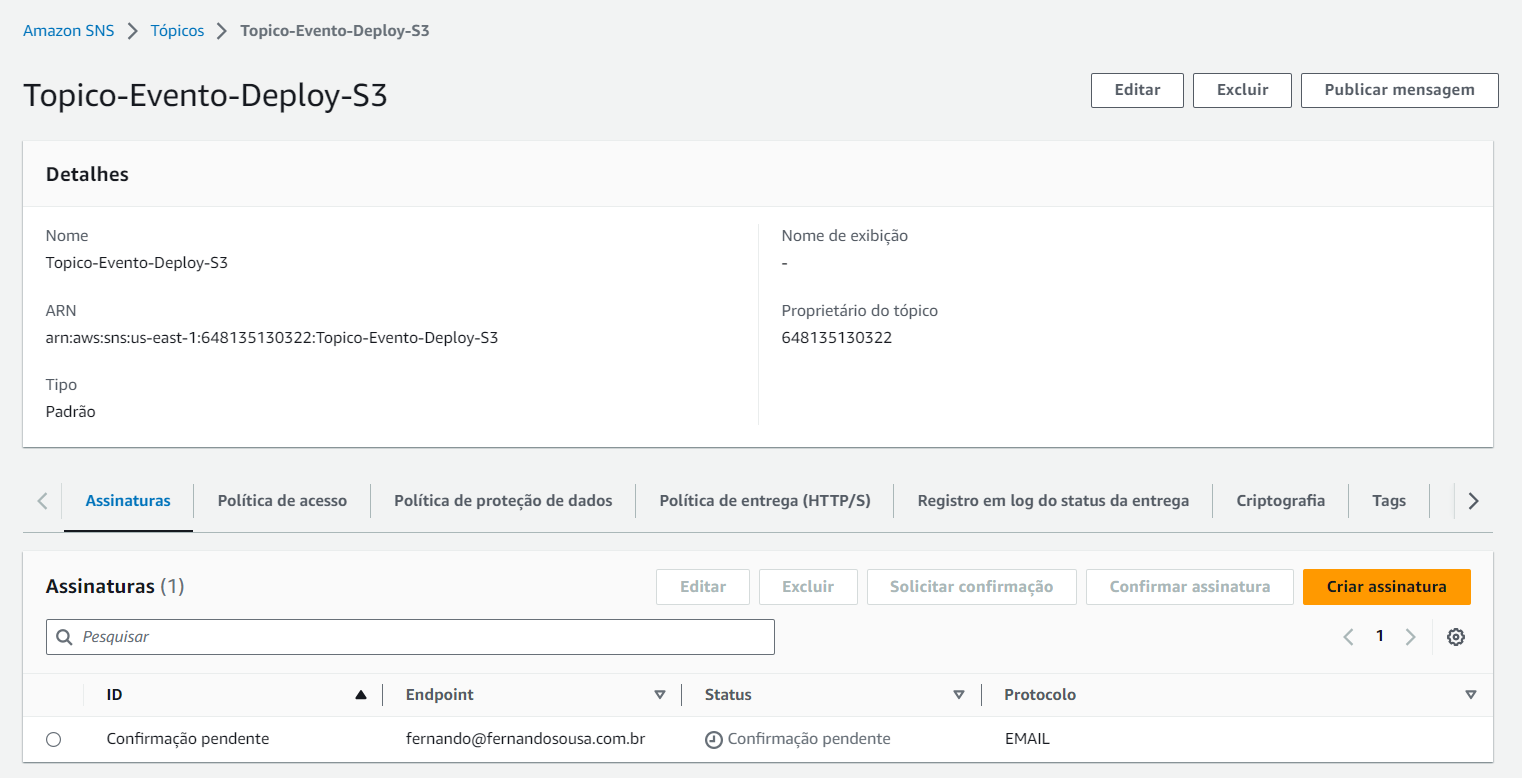 Amazon SNS > Tópicos > Topico-Evento-Deploy-S3
Topico-Evento-Deploy-S3
Editar Excluir Publicar mensagem
Detalhes
Nome
Topico-Evento-Deploy-S3
ARN
arn:aws:sns:us-east-1:648135130322:Topico-Evento-Deploy-S3
Tipo
Padrão
Nome de exibição
-
Proprietário do tópico
648135130322
Assinaturas Política de acesso Política de proteção de dados Política de entrega (HTTP/S) Registro em log do status da entrega Criptografia Tags
Assinaturas (1)
Editar Excluir Solicitar confirmação Confirmar assinatura Criar assinatura
Pesquisar
1
ID Endpoint Status Protocolo
Confirmação pendente fernando@fernandosousa.com.br Confirmação pendente EMAIL